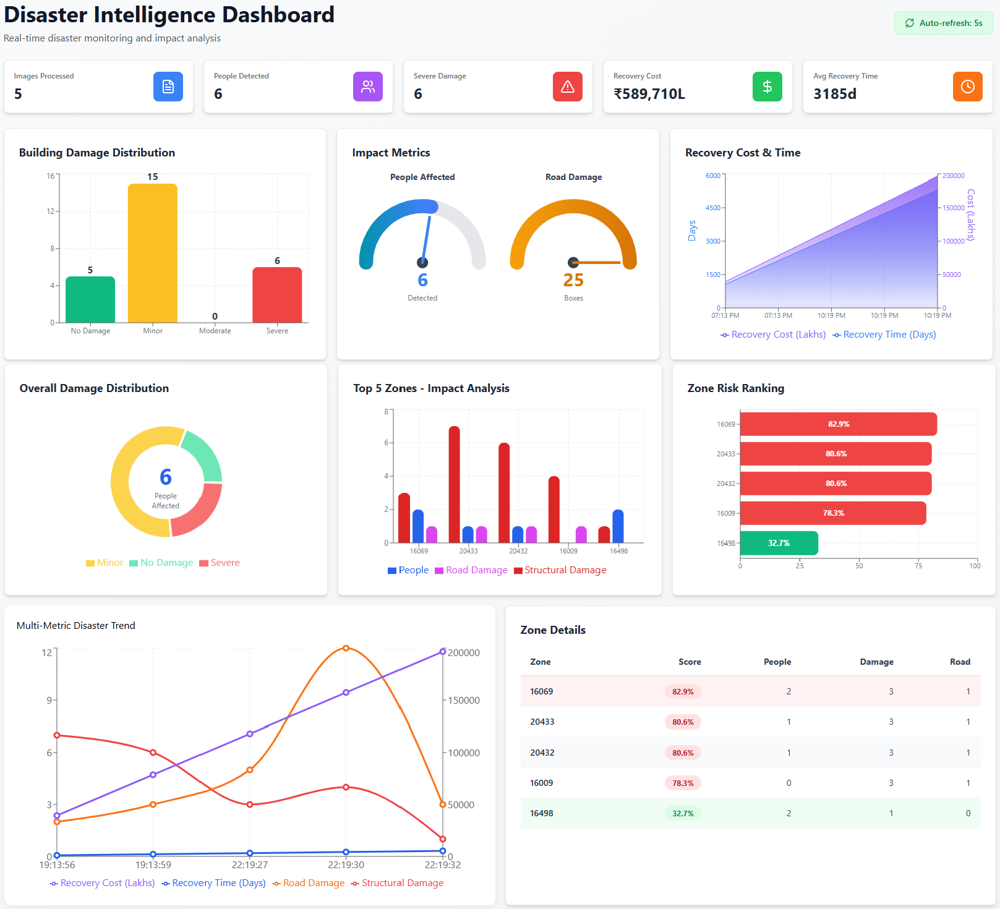 Disaster Intelligence Dashboard
Real-time disaster monitoring and impact analysis
Auto-refresh: 5s
Images Processed
5
People Detected
6
Severe Damage
6
Recovery Cost
₹589,710L
Avg Recovery Time
3185d
Building Damage Distribution
16
12
8
4
0
5
15
0
6
No Damage Minor Moderate Severe
Impact Metrics
People Affected
6
Detected
Road Damage
25
Boxes
Recovery Cost & Time
6000
4500
3000
1500
0
Days
200000
150000
100000
50000
0
Cost (Lakhs)
07:13 PM 07:13 PM 10:19 PM 10:19 PM 10:19 PM
Recovery Cost (Lakhs) Recovery Time (Days)
Overall Damage Distribution
6
People
Affected
Minor No Damage Severe
Top 5 Zones - Impact Analysis
8
6
4
2
0
16069 20433 20432 16009 16498
People Road Damage Structural Damage
Zone Risk Ranking
16069 82.9%
20433 80.6%
20432 80.6%
16009 78.3%
16498 32.7%
0 25 50 75 100
Multi-Metric Disaster Trend
12
9
6
3
0
200000
150000
100000
50000
0
19:13:56 19:13:59 22:19:27 22:19:30 22:19:32
Recovery Cost (Lakhs) Recovery Time (Days) Road Damage Structural Damage
Zone Details
Zone Score People Damage Road
16069 82.9% 2 3 1
20433 80.6% 1 3 1
20432 80.6% 1 3 1
16009 78.3% 0 3 1
16498 32.7% 2 1 0